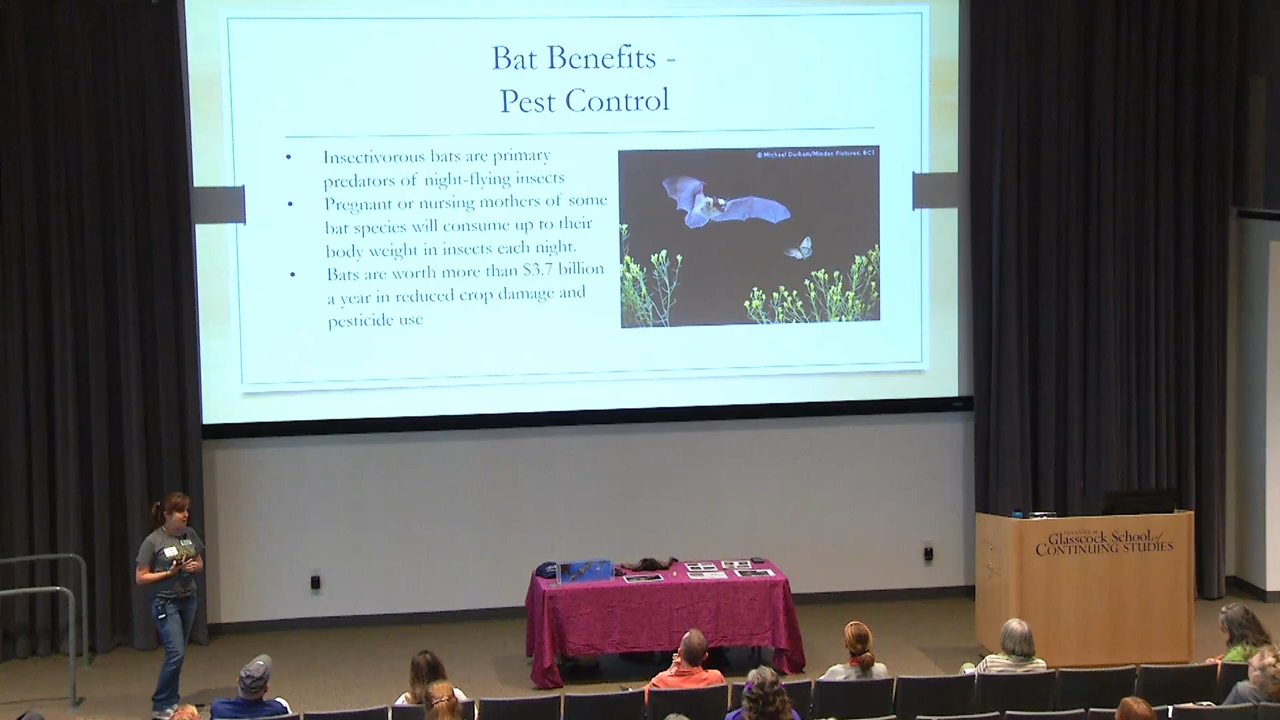 Bat Benefits -
Pest Control
• Insectivorous bats are primary
predators of night-flying insects
• Pregnant or nursing mothers of some
bat species will consume up to their
body weight in insects each night.
• Bats are worth more than $3.7 billion
a year in reduced crop damage and
pesticide use
© Michael Durham/Minden Pictures, BCI
Glasscock School of
CONTINUING STUDIES